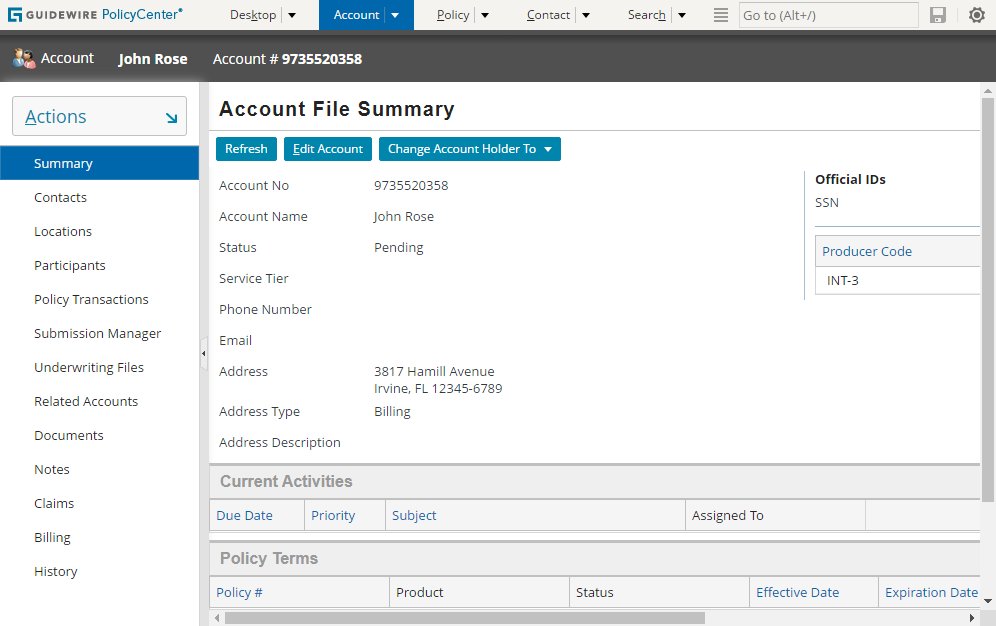 GUIDEWIRE PolicyCenter® Desktop Account Policy Contact Search Go to (Alt+/)
Account John Rose Account # 9735520358
Actions
Summary
Contacts
Locations
Participants
Policy Transactions
Submission Manager
Underwriting Files
Related Accounts
Documents
Notes
Claims
Billing
History
Account File Summary
Refresh Edit Account Change Account Holder To
Account No 9735520358
Account Name John Rose
Status Pending
Service Tier
Phone Number
Email
Address 3817 Hamill Avenue
Irvine, FL 12345-6789
Address Type Billing
Address Description
Official IDs
SSN
Producer Code
INT-3
Current Activities
Due Date Priority Subject Assigned To
Policy Terms
Policy # Product Status Effective Date Expiration Date